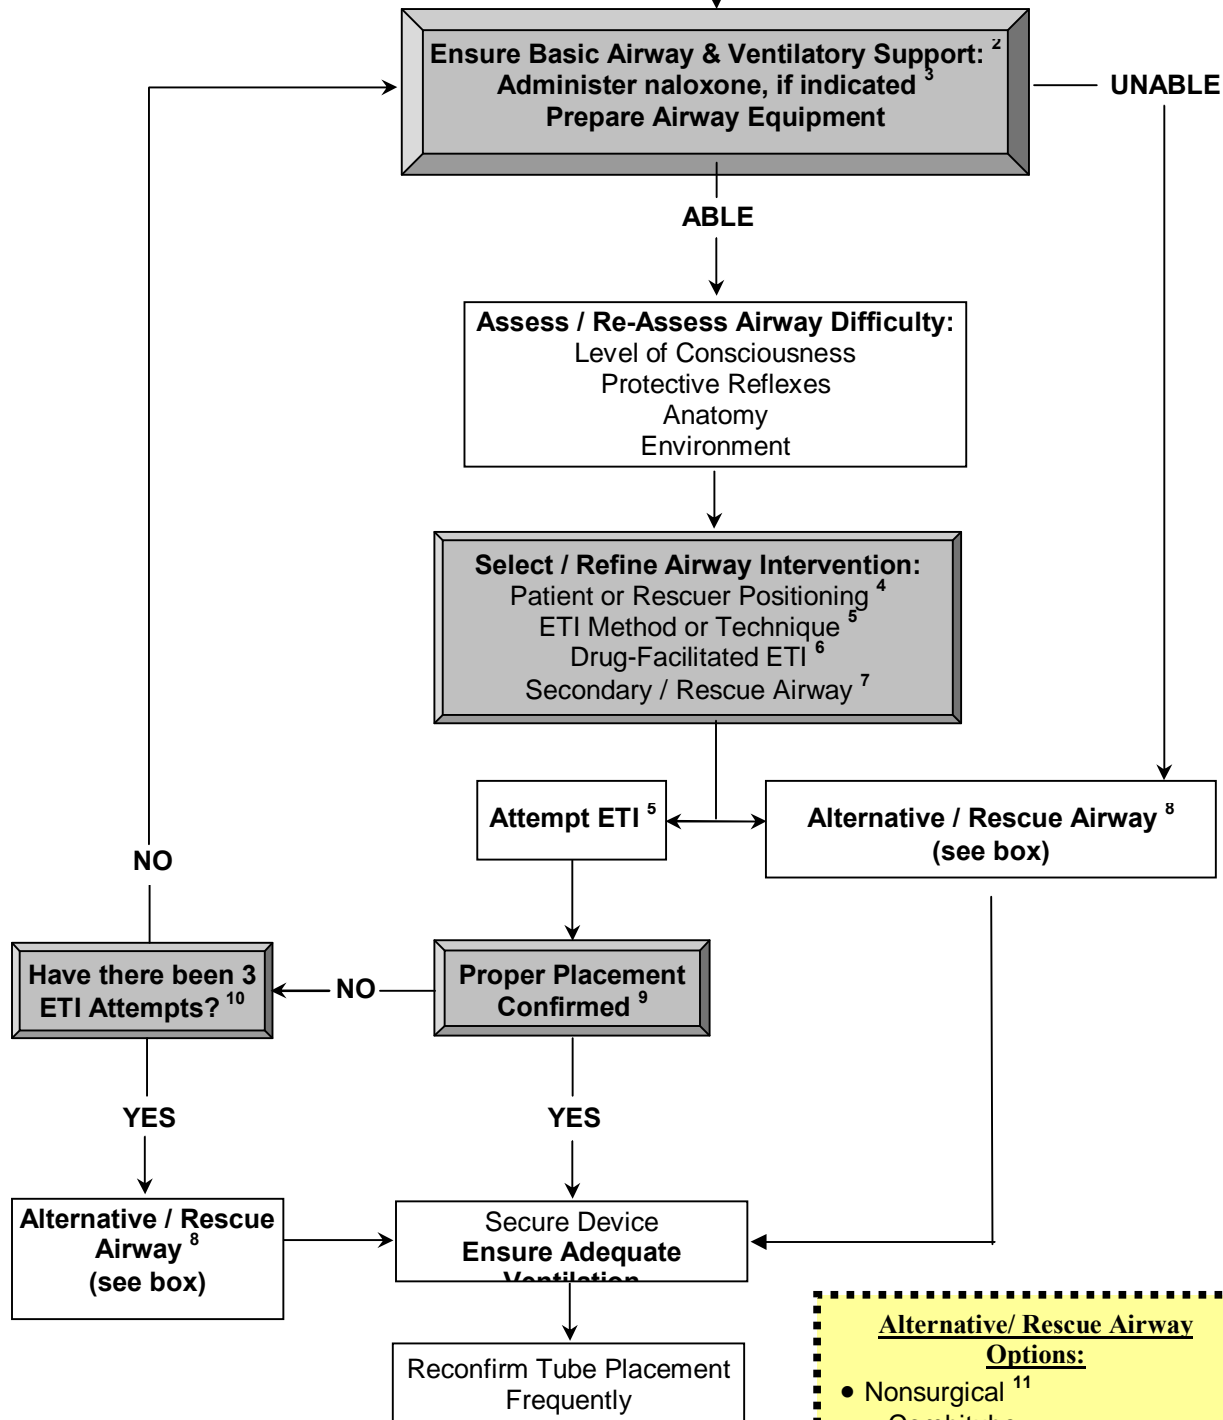 Ensure Basic Airway & Ventilatory Support: 2
Administer naloxone, if indicated 3
Prepare Airway Equipment
UNABLE
ABLE
Assess / Re-Assess Airway Difficulty:
Level of Consciousness
Protective Reflexes
Anatomy
Environment
Select / Refine Airway Intervention:
Patient or Rescuer Positioning 4
ETI Method or Technique 5
Drug-Facilitated ETI 6
Secondary / Rescue Airway 7
Attempt ETI 5
Alternative / Rescue Airway 8
(see box)
NO
Have there been 3
ETI Attempts? 10
NO
Proper Placement
Confirmed 9
YES
YES
Alternative / Rescue
Airway 8
(see box)
Secure Device
Ensure Adequate
Ventilation
Reconfirm Tube Placement
Frequently
Alternative/ Rescue Airway
Options:
• Nonsurgical 11
Combitube